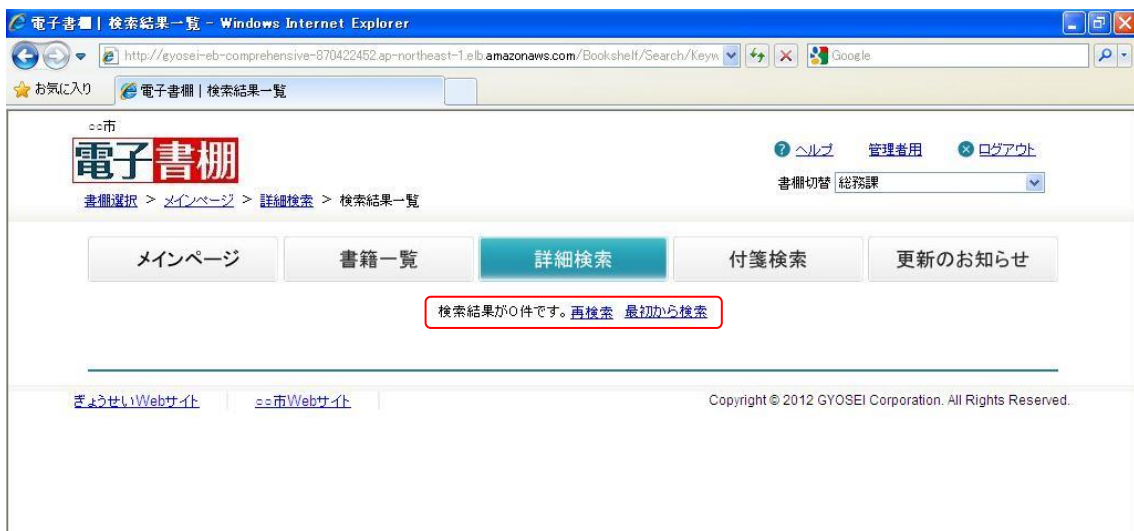 電子書棚 | 検索結果一覧 - Windows Internet Explorer
http://gyosei-eb-comprehensive-870422452.ap-northeast-1.elb.amazonaws.com/Bookshelf/Search/Keyw
Google
お気に入り
電子書棚 | 検索結果一覧
○○市
電子書棚
ヘルプ 管理者用 ログアウト
書棚切替 総務課
書棚選択 > メインページ > 詳細検索 > 検索結果一覧
メインページ 書籍一覧 詳細検索 付箋検索 更新のお知らせ
検索結果が0件です。再検索 最初から検索
ぎょうせいWebサイト ○○市Webサイト
Copyright © 2012 GYOSEI Corporation. All Rights Reserved.